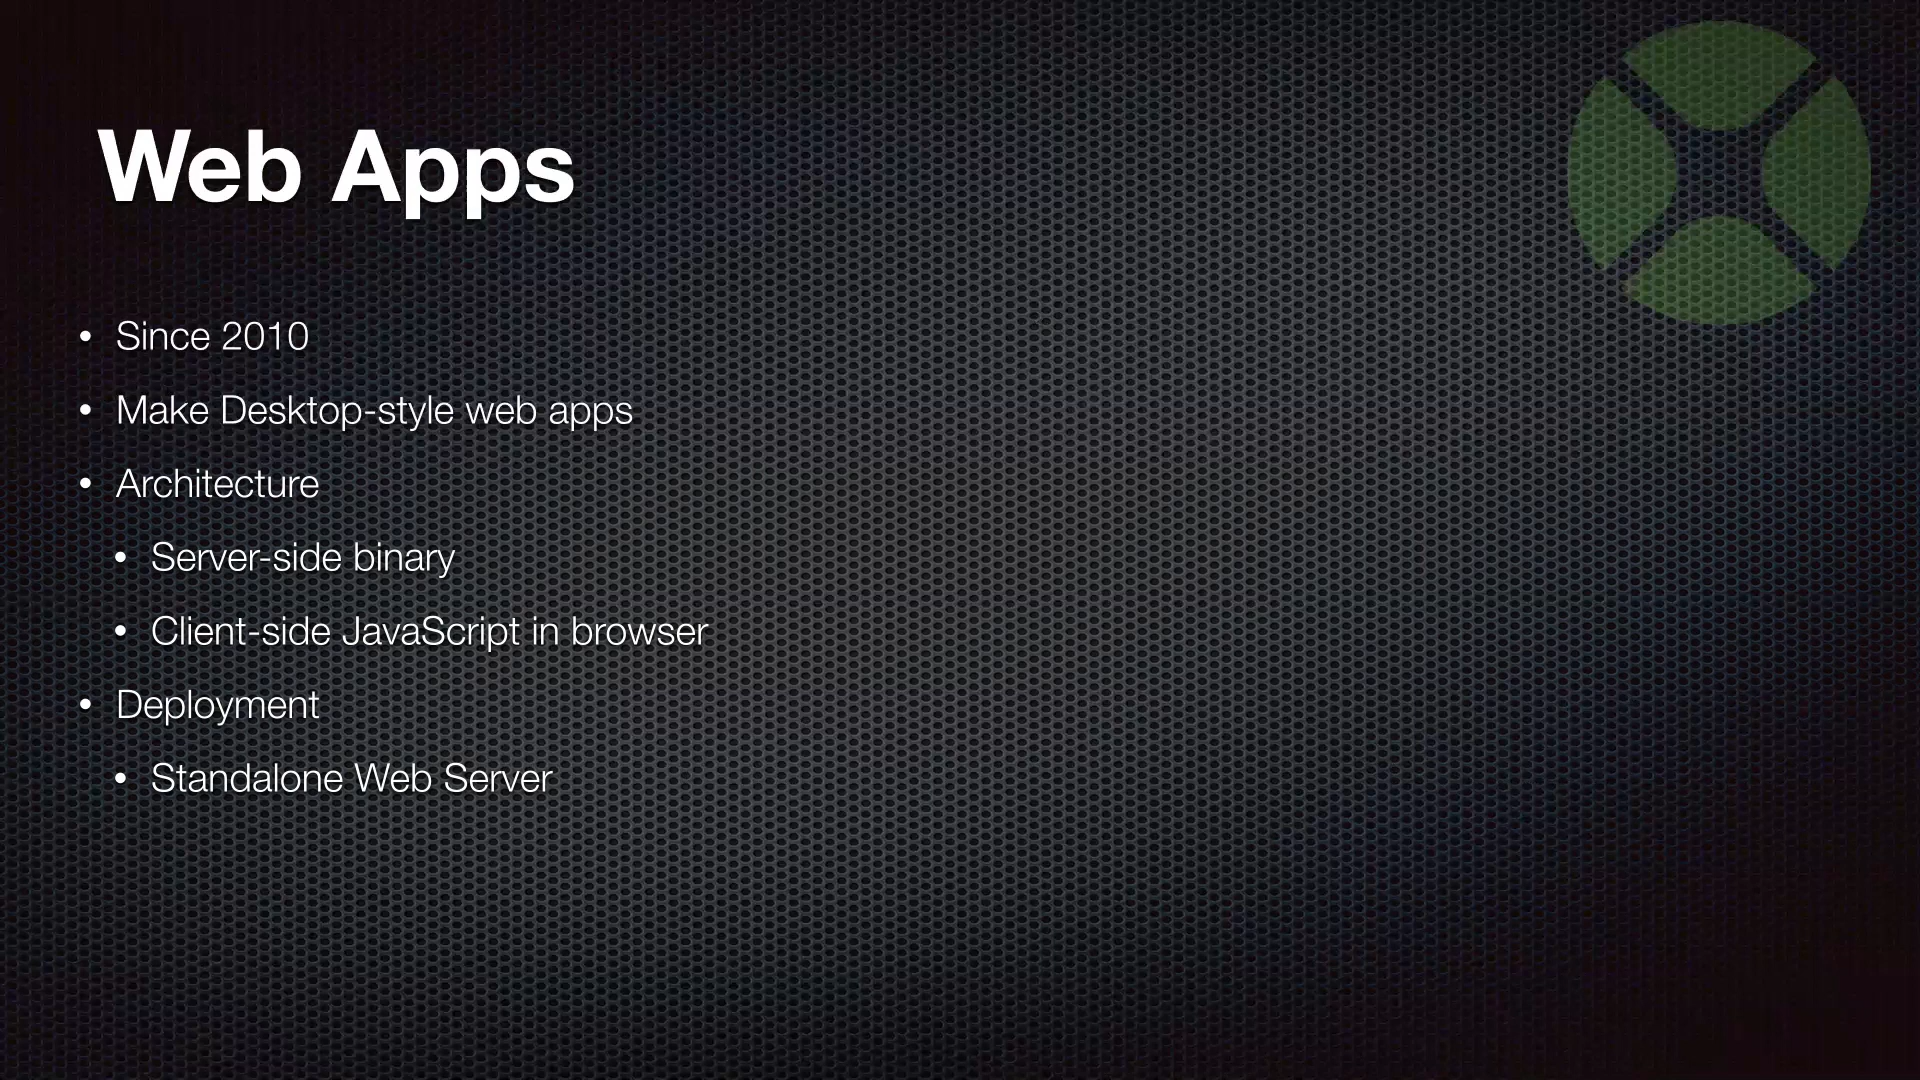 Web Apps
• Since 2010
• Make Desktop-style web apps
• Architecture
• Server-side binary
• Client-side JavaScript in browser
• Deployment
• Standalone Web Server